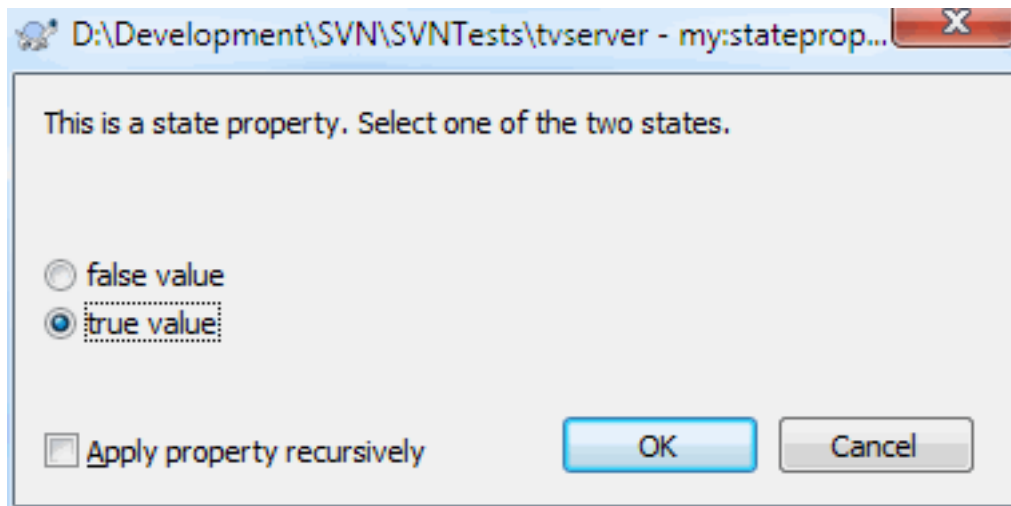 D:\Development\SVN\SVNTests\tvserver - my:stateprop...
This is a state property. Select one of the two states.
false value
true value
Apply property recursively
OK
Cancel